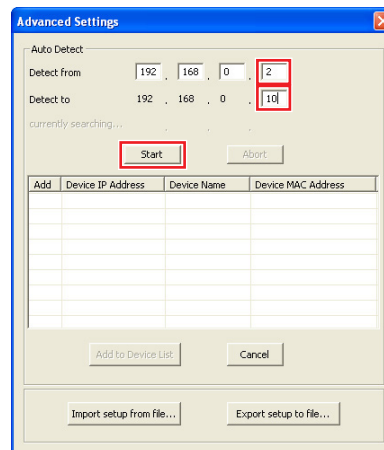 Advanced Settings
Auto Detect
Detect from 192 . 168 . 0 . 2
Detect to 192 . 168 . 0 . 10
currently searching... . . .
Start Abort
Add Device IP Address Device Name Device MAC Address
Add to Device List Cancel
Import setup from file... Export setup to file...